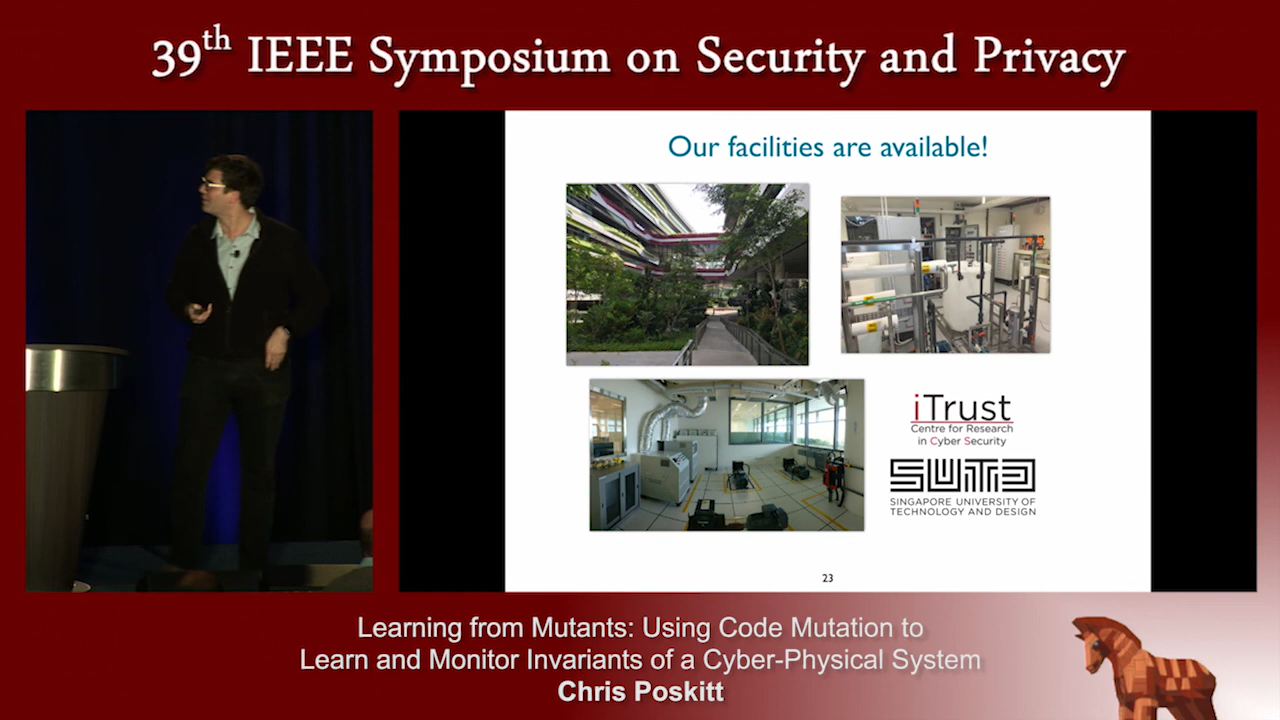 39th IEEE Symposium on Security and Privacy
Our facilities are available!
iTrust
Centre for Research
in Cyber Security
SUTD
SINGAPORE UNIVERSITY OF
TECHNOLOGY AND DESIGN
23
Learning from Mutants: Using Code Mutation to
Learn and Monitor Invariants of a Cyber-Physical System
Chris Poskitt